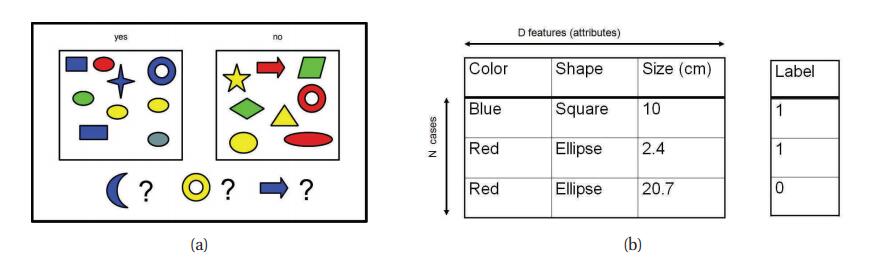 yes no
? ? ?
(a)
D features (attributes)
N cases
Color Shape Size (cm) Label
Blue Square 10 1
Red Ellipse 2.4 1
Red Ellipse 20.7 0
(b)